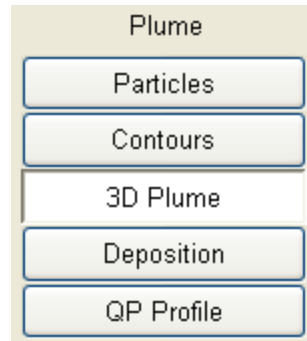 Plume
Particles
Contours
3D Plume
Deposition
QP Profile